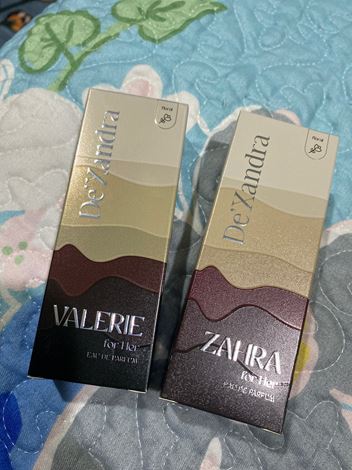 Floral
De'Xandra
VALERIE
for Her
EAU DE PARFUM
Floral
De'Xandra
ZAHRA
for Her
EAU DE PARFUM